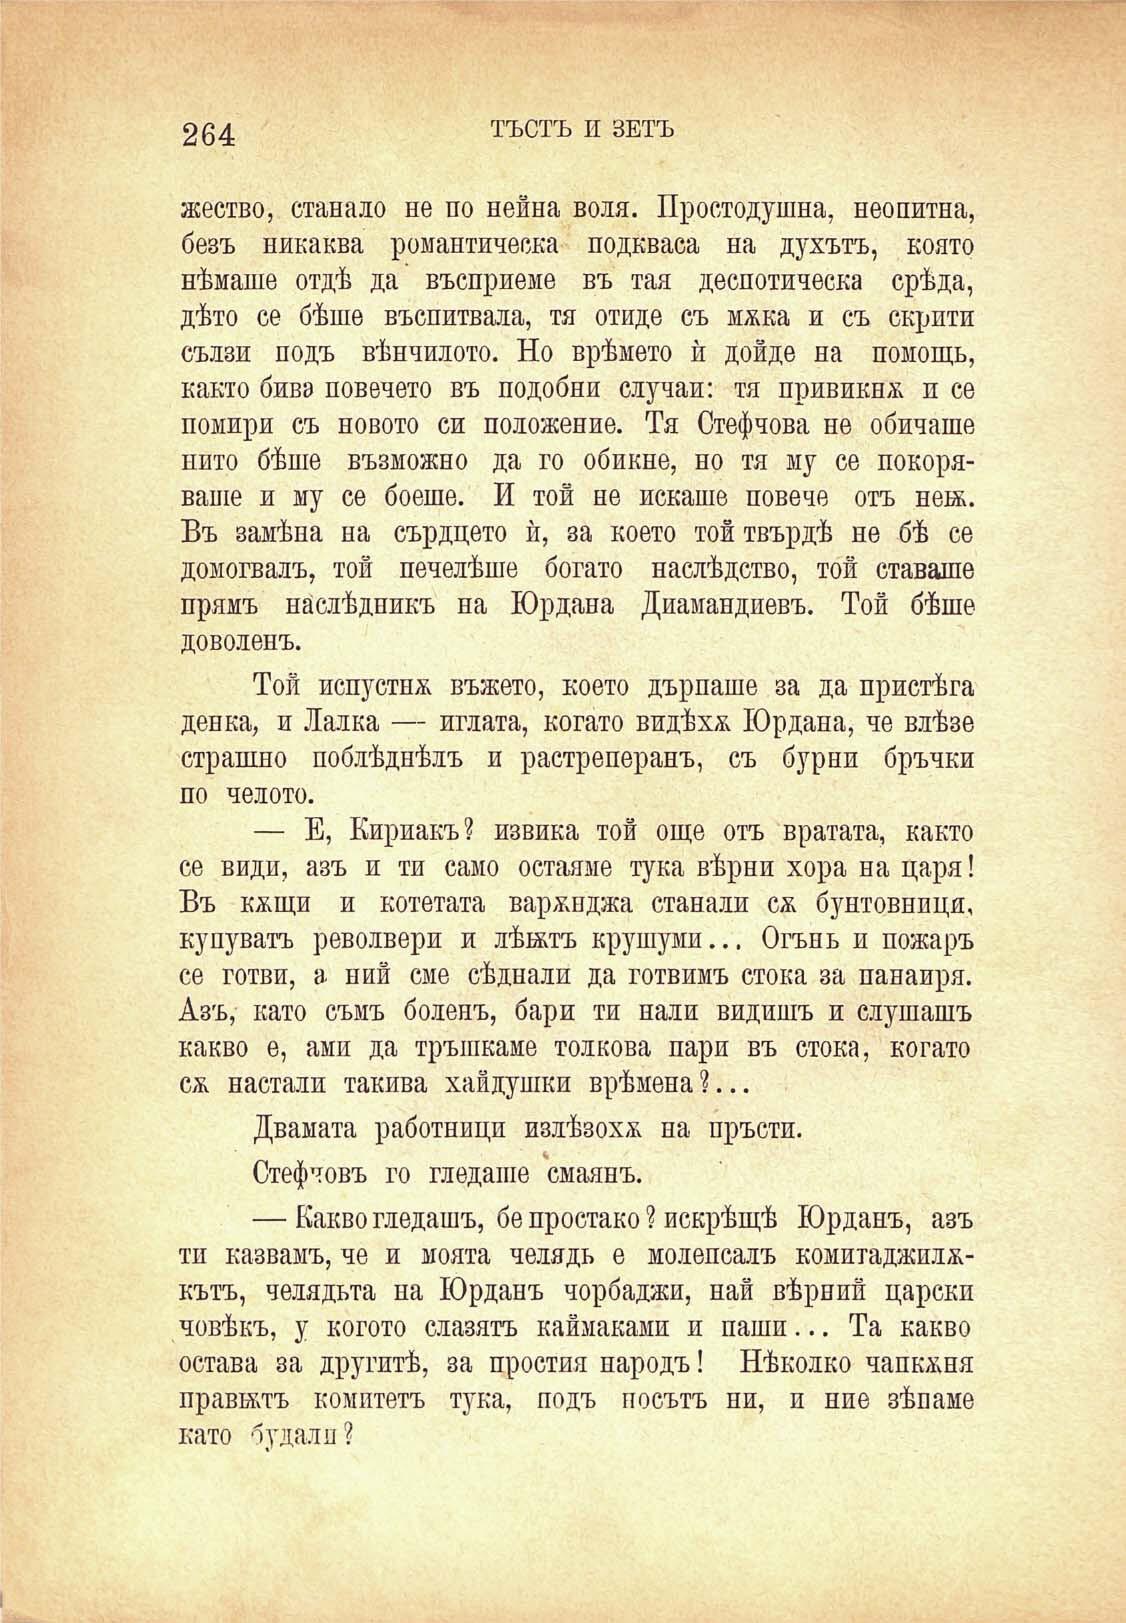 264
ТЪСТЪ И ЗЕТЪ
жество, станало не по нейна воля. Простодушна, неопитна,
безъ никаква романтическа подкваса на духътъ, която
нѣмаше отдѣ да въсприеме въ тая деспотическа срѣда,
дѣто се бѣше въспитвала, тя отиде съ мѫка и съ скрити
сълзи подъ вѣнчилото. Но врѣмето ѝ дойде на помощь,
както бива повечето въ подобни случаи: тя привикнѫ и се
помири съ новото си положение. Тя Стефчова не обичаше
нито бѣше възможно да го обикне, но тя му се покоря-
ваше и му се боеше. И той не искаше повече отъ неѭ.
Въ замѣна на сърдцето ѝ, за което той твърдѣ не бѣ се
домогвалъ, той печелѣше богато наслѣдство, той ставаше
прямъ наслѣдникъ на Юрдана Диамандиевъ. Той бѣше
доволенъ.
Той испустнѫ въжето, което дърпаше за да пристѣга
денка, и Лалка — иглата, когато видѣхѫ Юрдана, че влѣзе
страшно поблѣднѣлъ и растреперанъ, съ бурни бръчки
по челото.
— Е, Кириакъ? извика той още отъ вратата, както
се види, азъ и ти само остаяме тука вѣрни хора на царя!
Въ кѫщи и котетата варѫнджа станали сѫ бунтовници,
купуватъ револвери и лѣѭтъ крушуми... Огънь и пожаръ
се готви, а ний сме сѣднали да готвимъ стока за панаиря.
Азъ, като съмъ боленъ, бари ти нали видишъ и слушашъ
какво е, ами да тръшкаме толкова пари въ стока, когато
сѫ настали такива хайдушки врѣмена?...
Двамата работници излѣзохѫ на пръсти.
Стефчовъ го гледаше смаянъ.
— Какво гледашъ, бе простако? искрѣщѣ Юрданъ, азъ
ти казвамъ, че и моята челядь е молепсалъ комитаджилѫ-
кътъ, челядьта на Юрданъ чорбаджи, най вѣрний царски
човѣкъ, у когото слазятъ каймаками и паши... Та какво
остава за другитѣ, за простия народъ! Нѣколко чапкѫня
правѭтъ комитетъ тука, подъ носътъ ни, и ние зѣпаме
като будали?